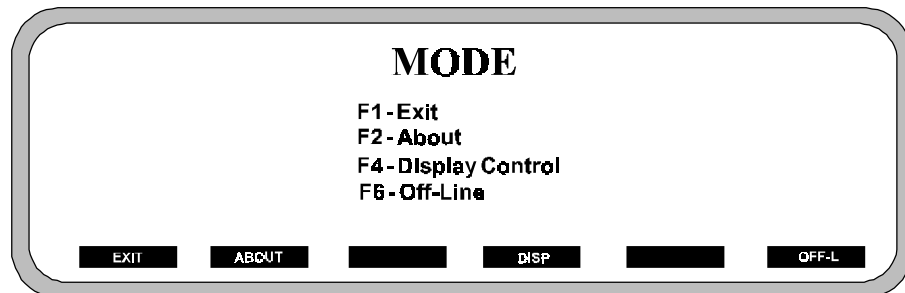 MODE
F1-Exit
F2-About
F4-Display Control
F6-Off-Line
EXIT ABOUT DISP OFF-L